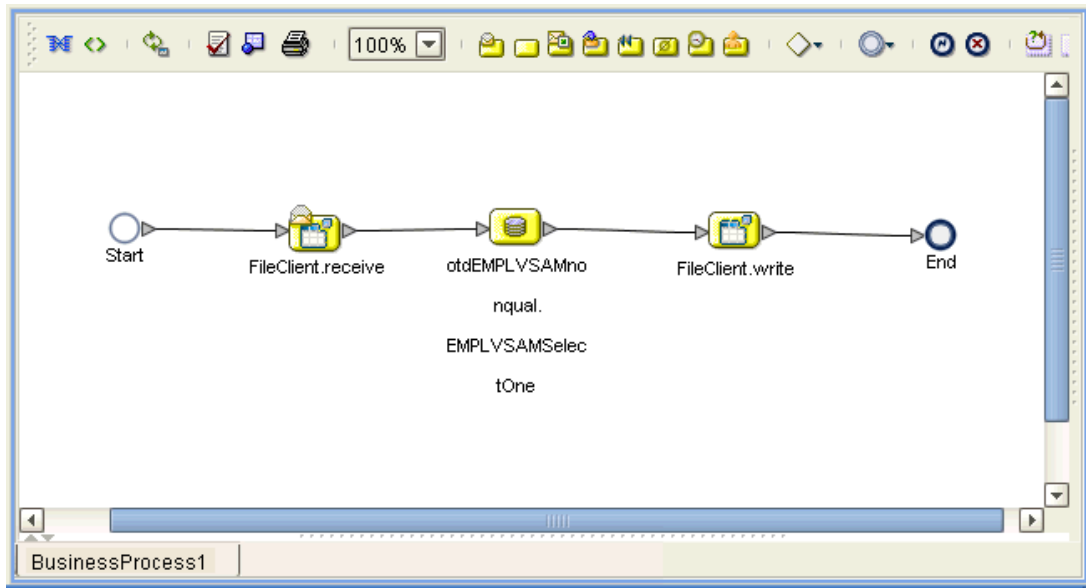 100%
Start
FileClient.receive
otdEMPLVSAMno
nqual.
EMPLVSAMSelec
tOne
FileClient.write
End
BusinessProcess1